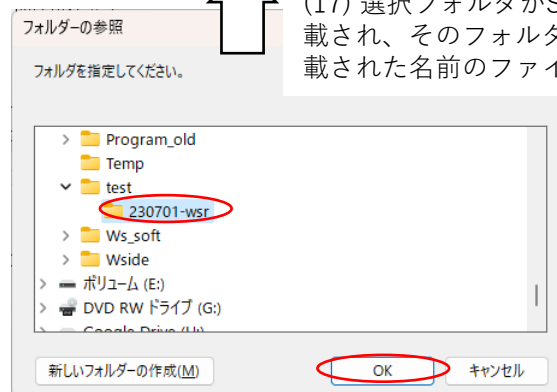 (17) 選択フォルダが
載され、そのフォルダ
載された名前のファイ
フォルダーの参照
フォルダを指定してください。
Program_old
Temp
test
230701-wsr
Ws_soft
Wside
ボリューム (E:)
DVD RW ドライブ (G:)
Google Drive (H:)
新しいフォルダーの作成(M)
OK
キャンセル